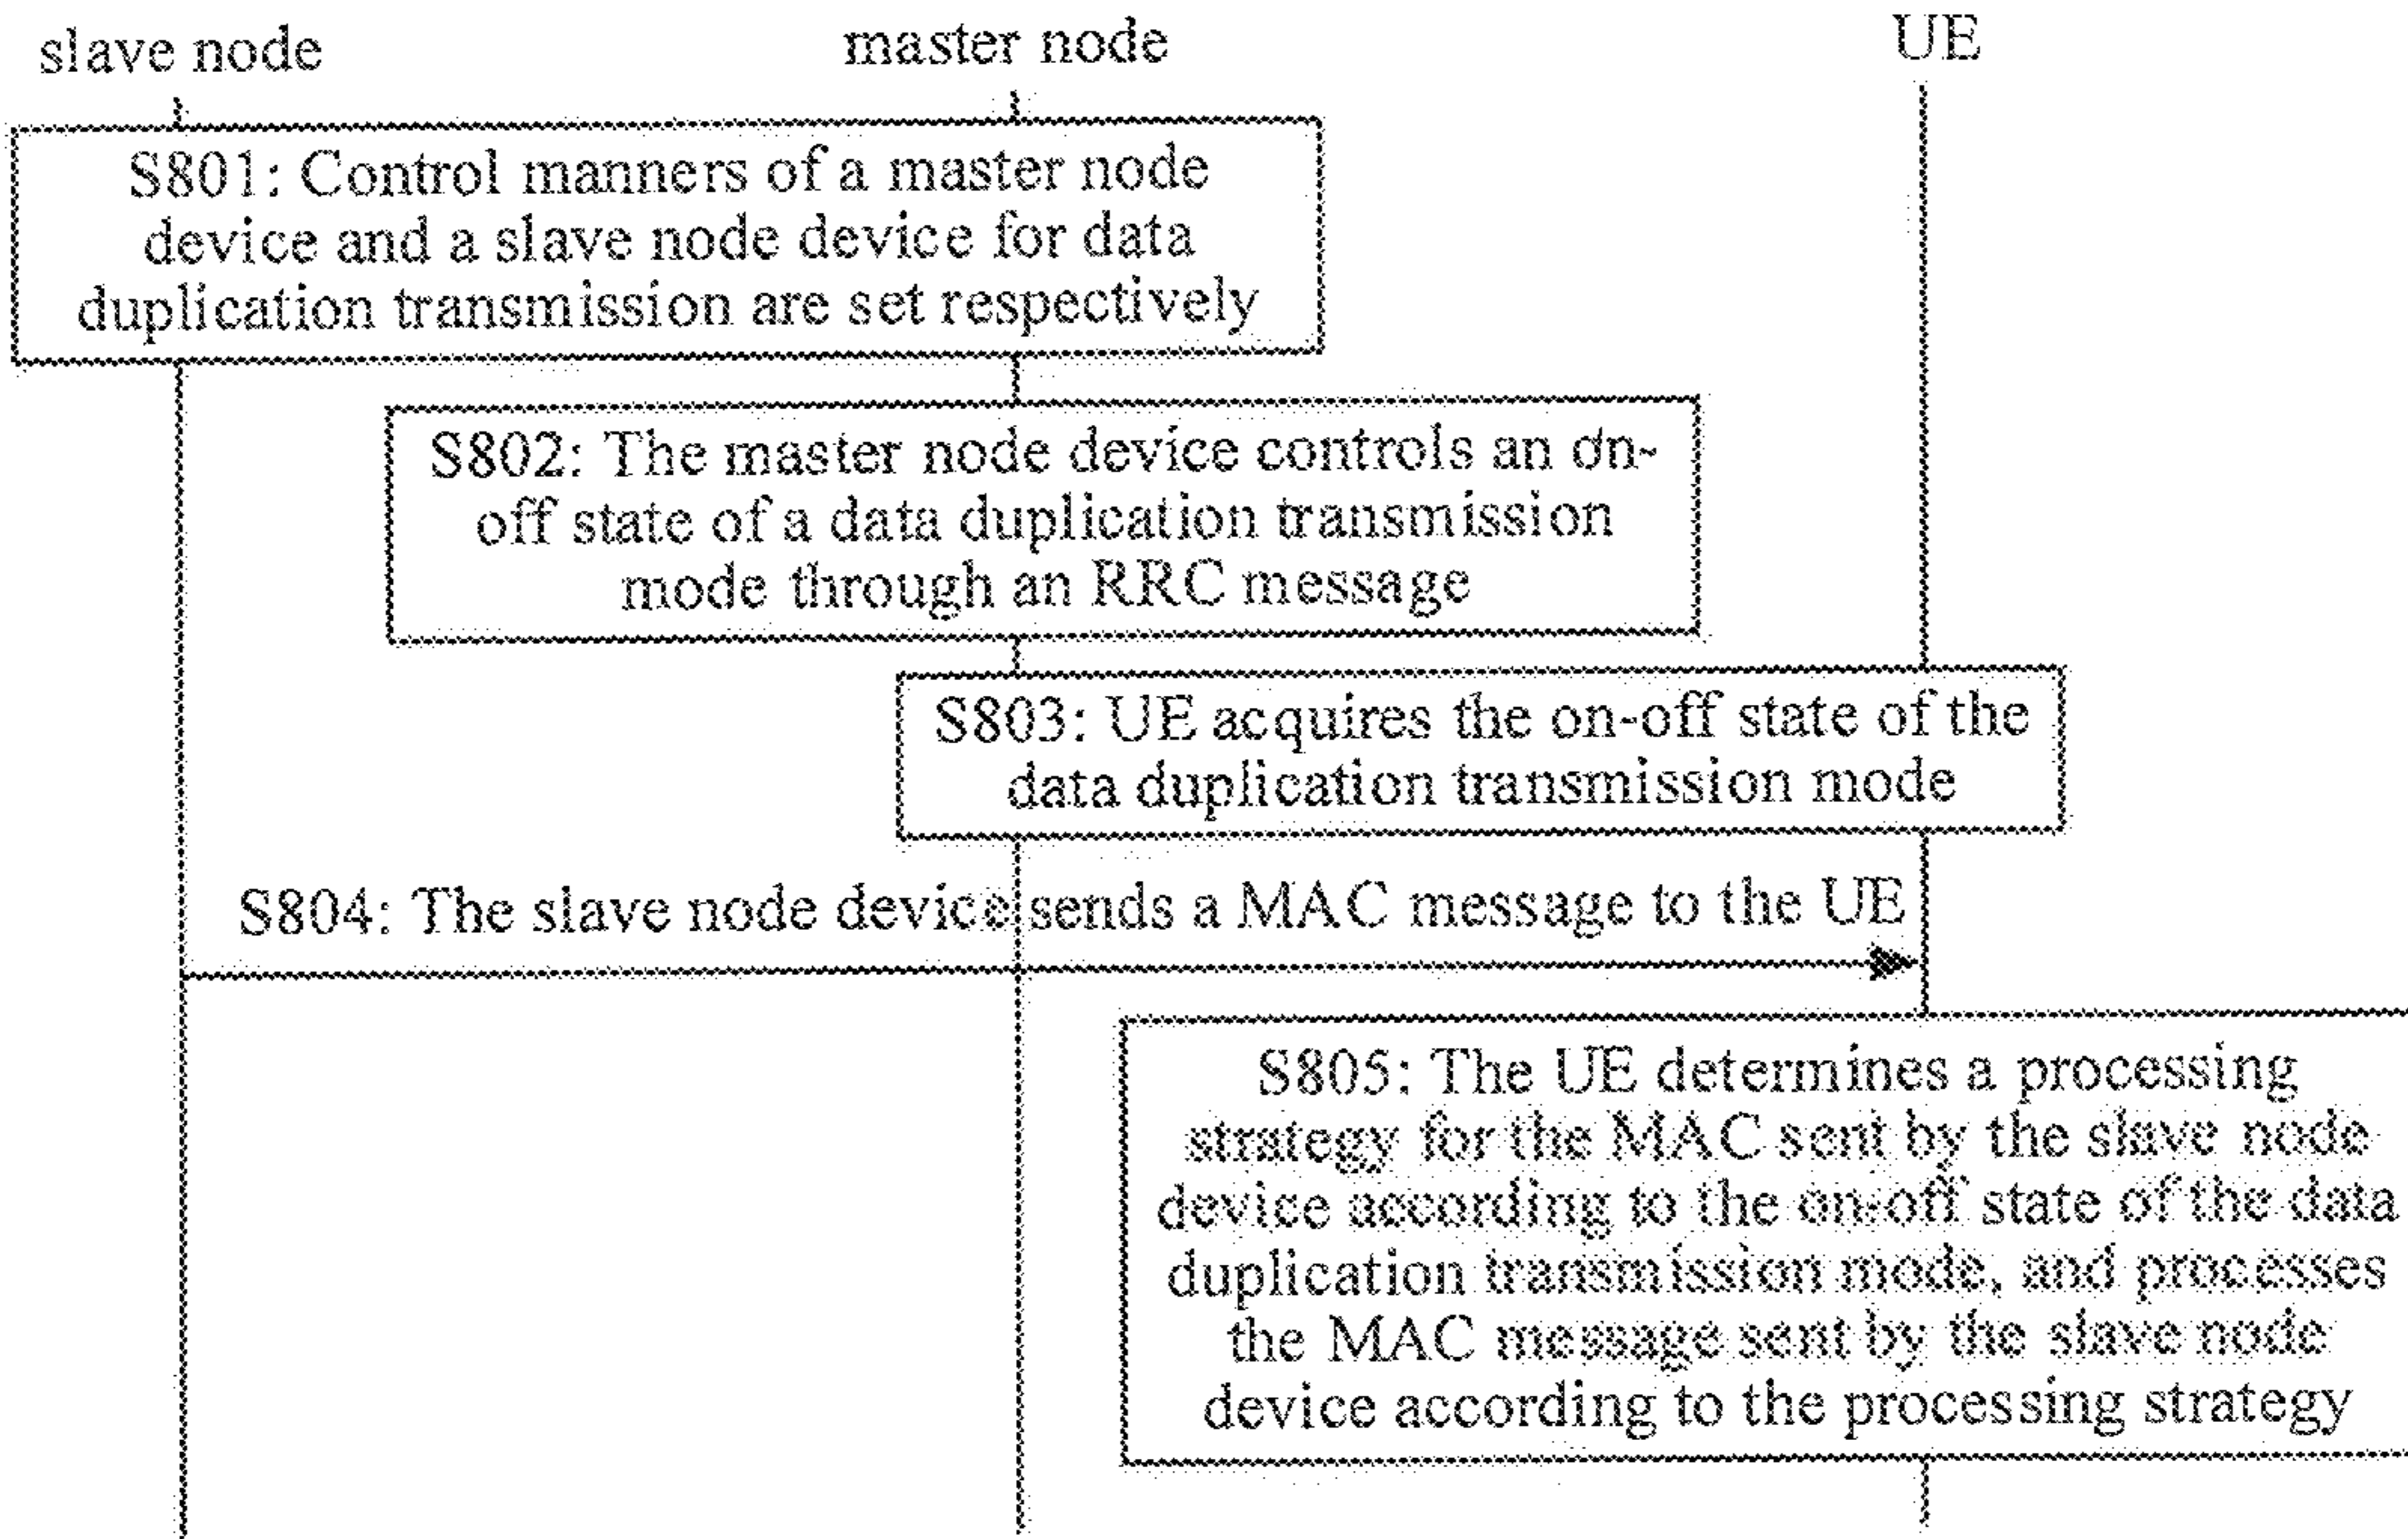 slave node
master node
UE
S801: Control manners of a master node
device and a slave node device for data
duplication transmission are set respectively
S802: The master node device controls an on-
off state of a data duplication transmission
mode through an RRC message
S803: UE acquires the on-off state of the
data duplication transmission mode
S804: The slave node device sends a MAC message to the UE
S805: The UE determines a processing
strategy for the MAC sent by the slave node
device according to the on-off state of the data
duplication transmission mode, and processes
the MAC message sent by the slave node
device according to the processing strategy